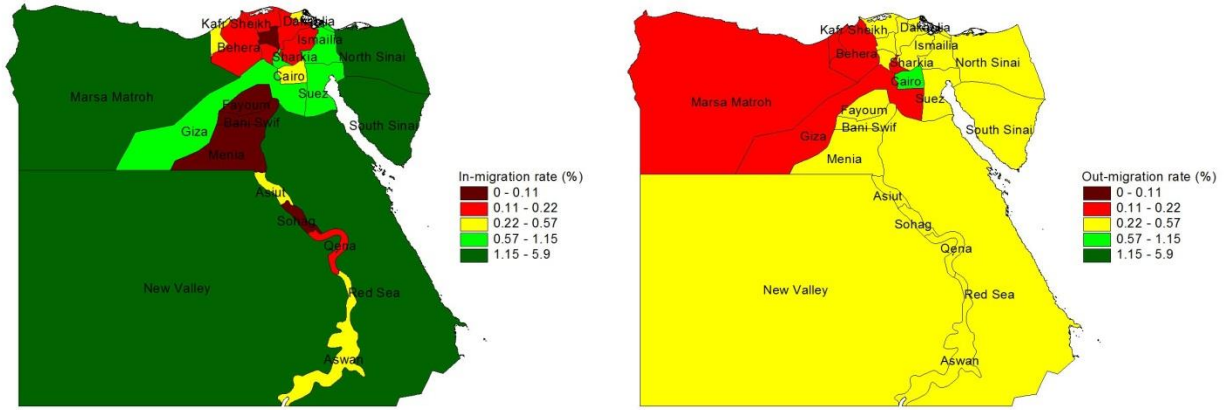 Kafr Sheikh
Dakahlia
Behera
Ismailia
Sharkia
North Sinai
Cairo
Marsa Matroh
Suez
Fayoum
South Sinai
Giza
Bani Swif
Menia
Asiut
Sohag
Qena
New Valley
Red Sea
Aswan
In-migration rate (%)
0 - 0.11
0.11 - 0.22
0.22 - 0.57
0.57 - 1.15
1.15 - 5.9
Kafr Sheikh
Dakahlia
Behera
Ismailia
Sharkia
North Sinai
Cairo
Marsa Matroh
Suez
Fayoum
South Sinai
Giza
Bani Swif
Menia
Asiut
Sohag
Qena
New Valley
Red Sea
Aswan
Out-migration rate (%)
0 - 0.11
0.11 - 0.22
0.22 - 0.57
0.57 - 1.15
1.15 - 5.9